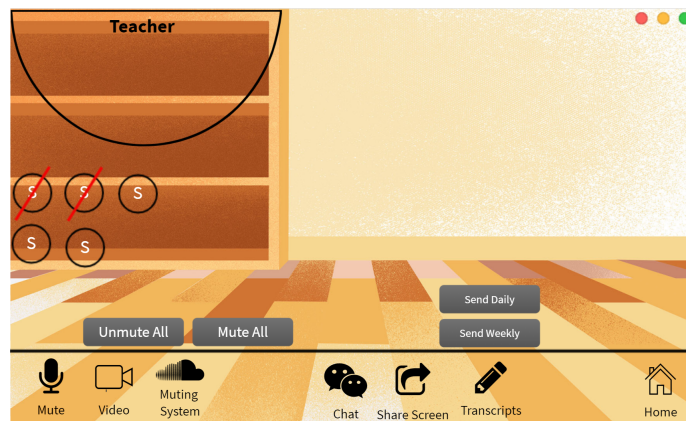 Teacher
S S S
S S
Send Daily
Unmute All Mute All Send Weekly
Mute Video Muting System Chat Share Screen Transcripts Home